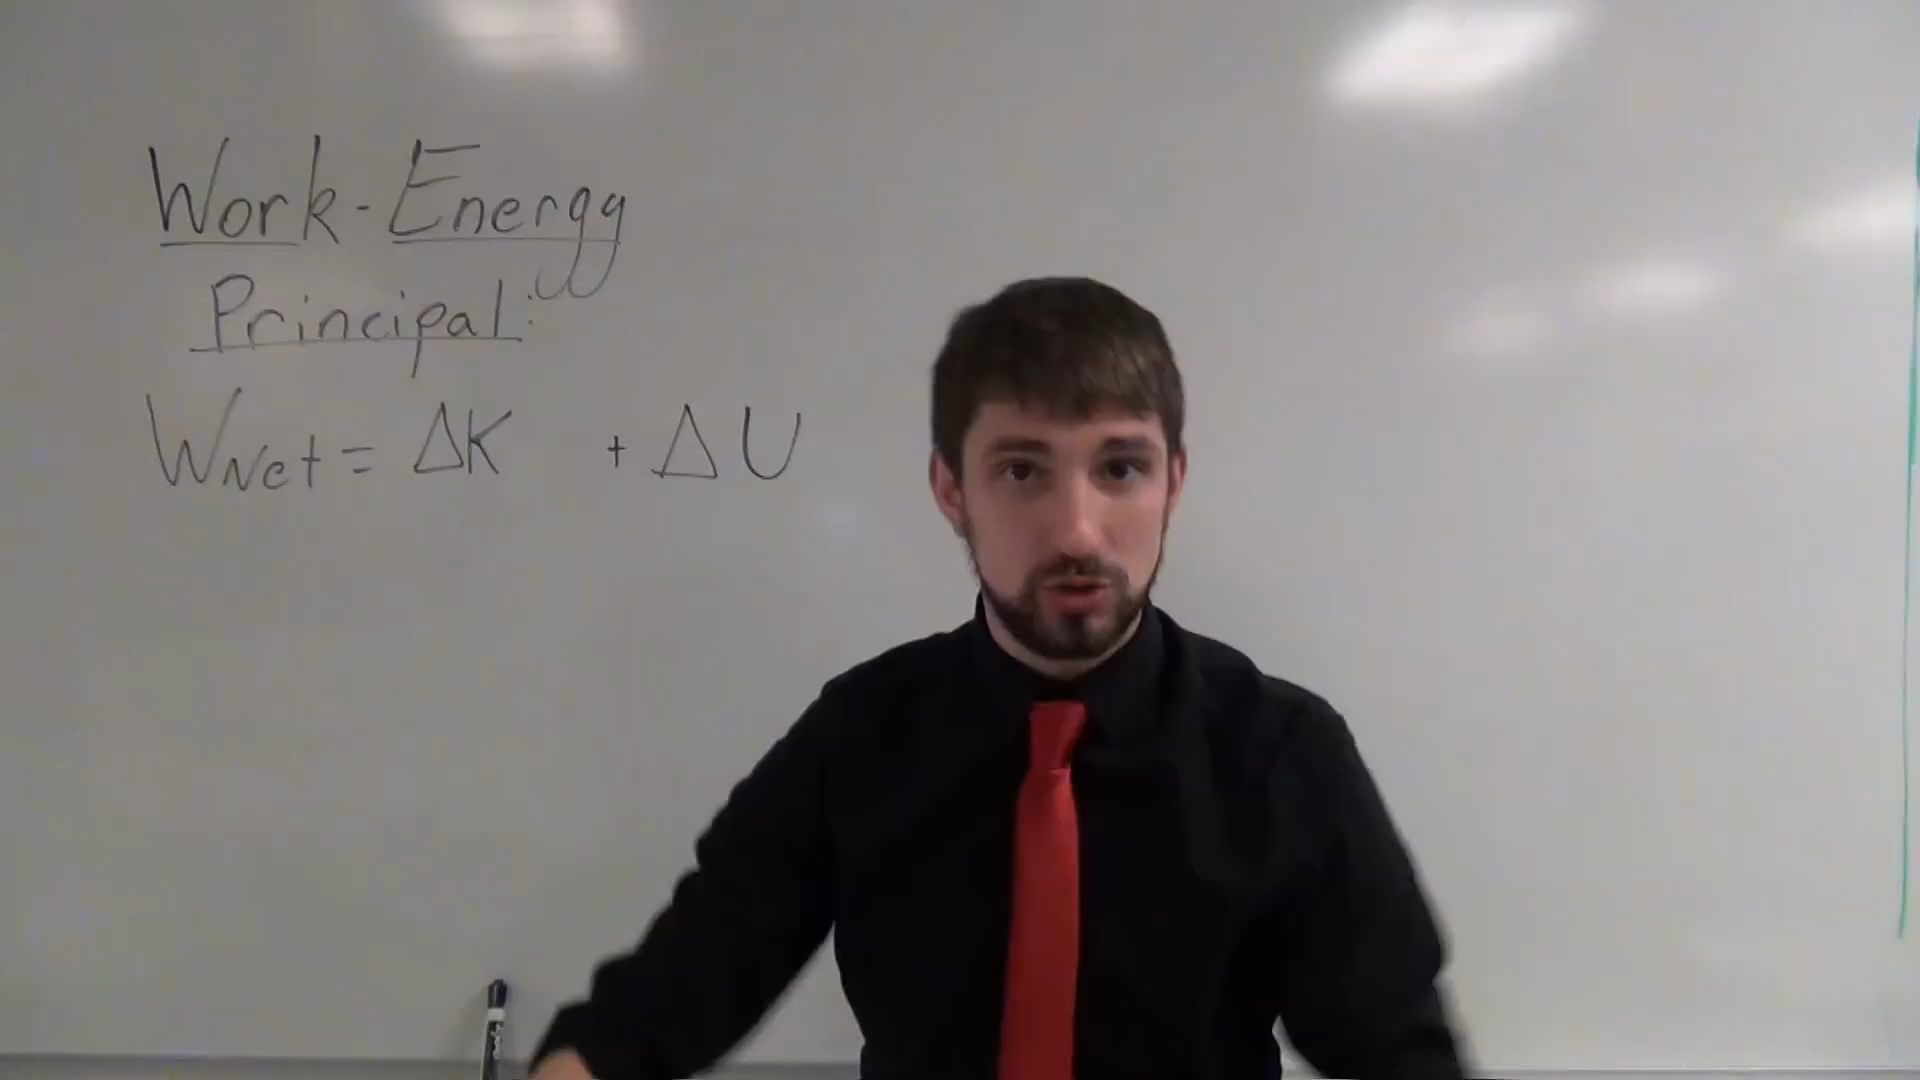 Work-Energy
Principal:
WNet = ΔK + ΔU